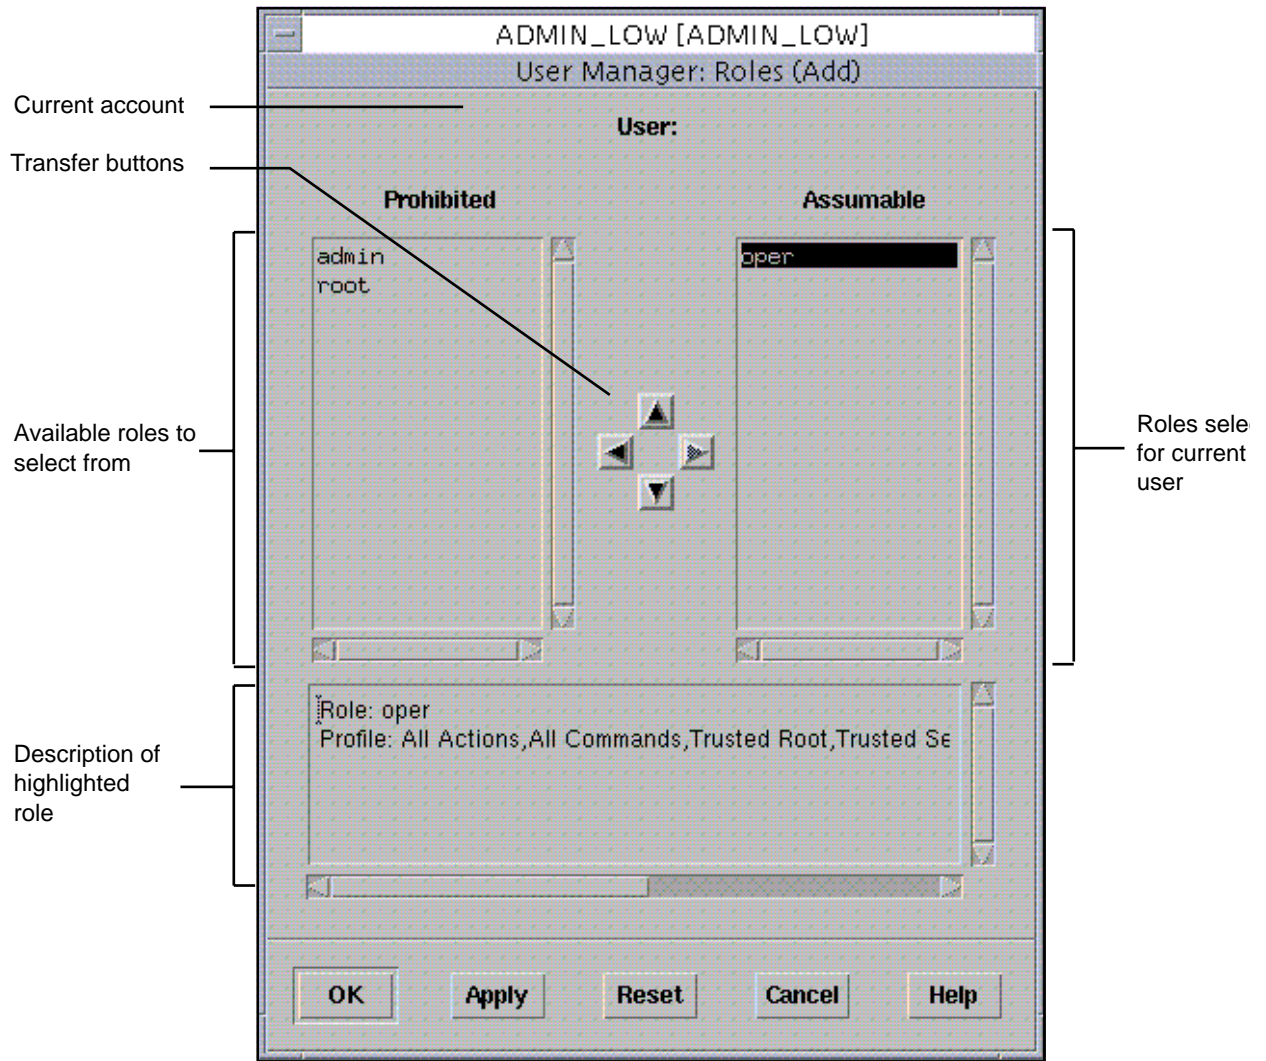 ADMIN_LOW [ADMIN_LOW]
User Manager: Roles (Add)
Current account
User:
Transfer buttons
Prohibited
Assumable
admin
root
oper
Available roles to
select from
Roles sele
for current
user
Role: oper
Profile: All Actions,All Commands,Trusted Root,Trusted Se
Description of
highlighted
role
OK
Apply
Reset
Cancel
Help